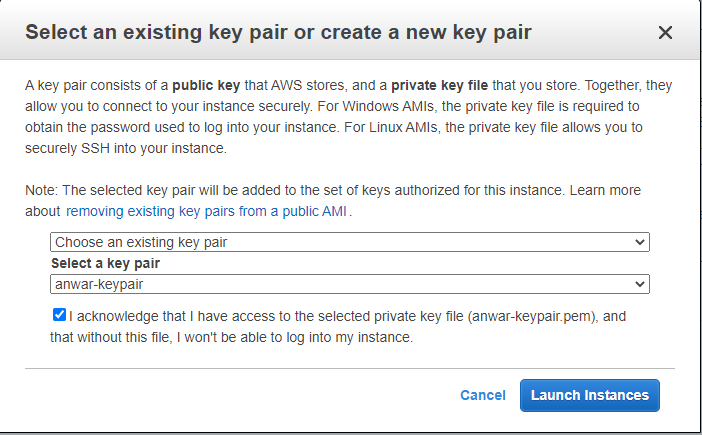 Select an existing key pair or create a new key pair
A key pair consists of a public key that AWS stores, and a private key file that you store. Together, they
allow you to connect to your instance securely. For Windows AMIs, the private key file is required to
obtain the password used to log into your instance. For Linux AMIs, the private key file allows you to
securely SSH into your instance.
Note: The selected key pair will be added to the set of keys authorized for this instance. Learn more
about removing existing key pairs from a public AMI .
Choose an existing key pair
Select a key pair
anwar-keypair
I acknowledge that I have access to the selected private key file (anwar-keypair.pem), and
that without this file, I won't be able to log into my instance.
Cancel Launch Instances